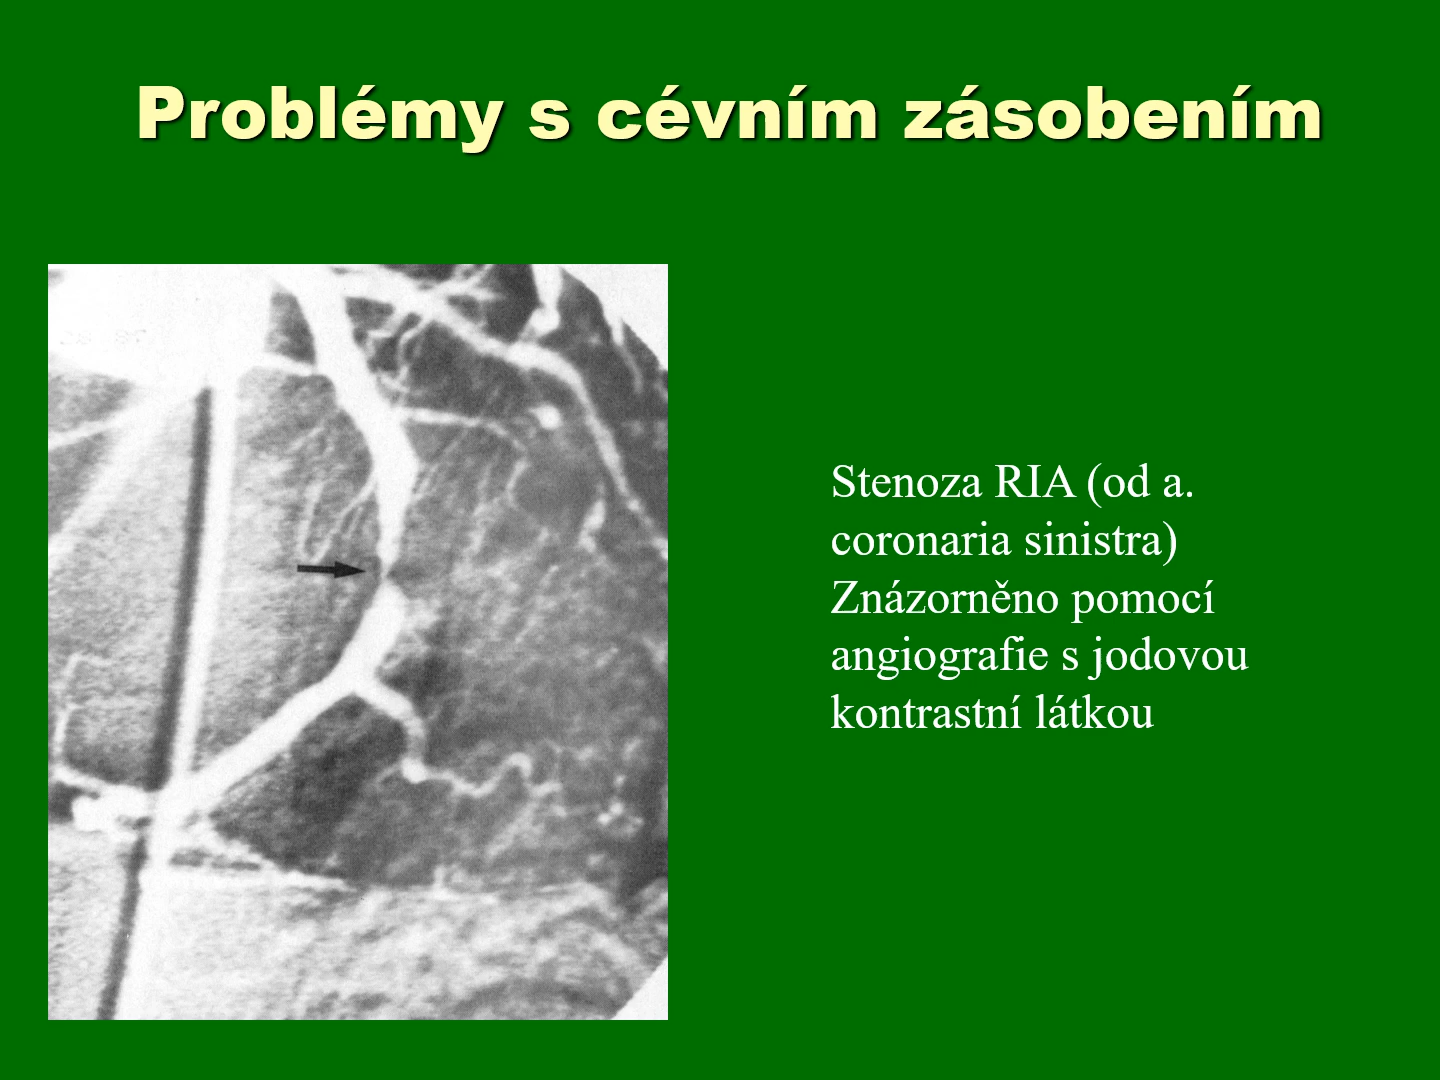 Problémy s cévním zásobením
Stenoza RIA (od a.
coronaria sinistra)
Znázorněno pomocí
angiografie s jodovou
kontrastní látkou